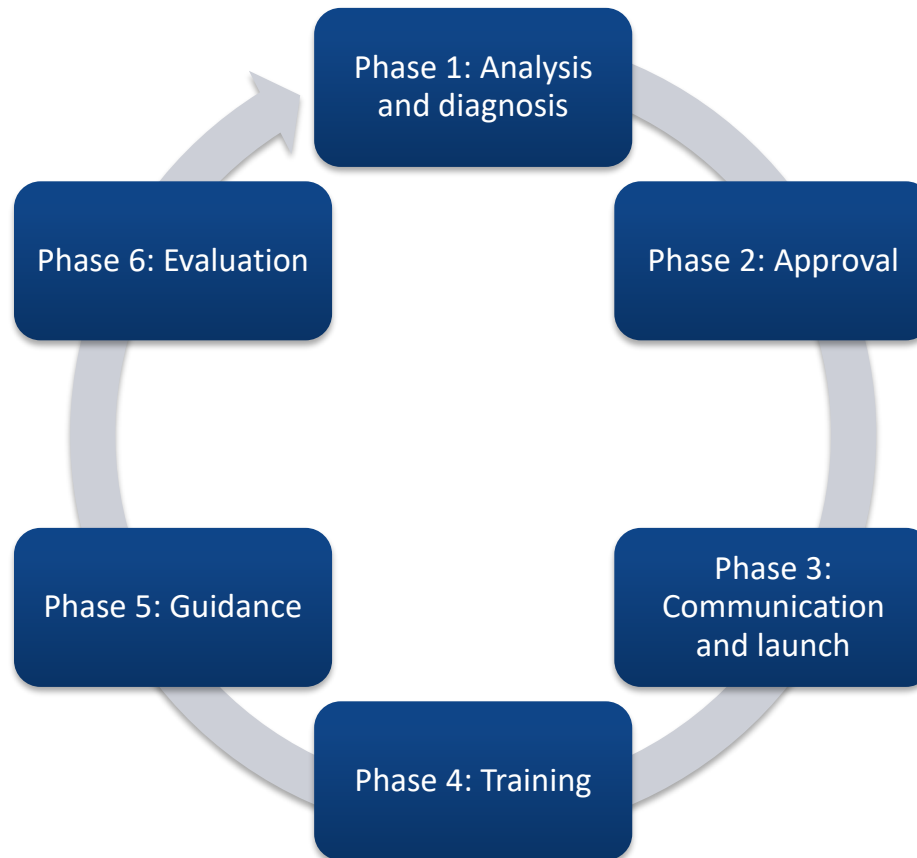 Phase 1: Analysis
and diagnosis
Phase 2: Approval
Phase 3:
Communication
and launch
Phase 4: Training
Phase 5: Guidance
Phase 6: Evaluation